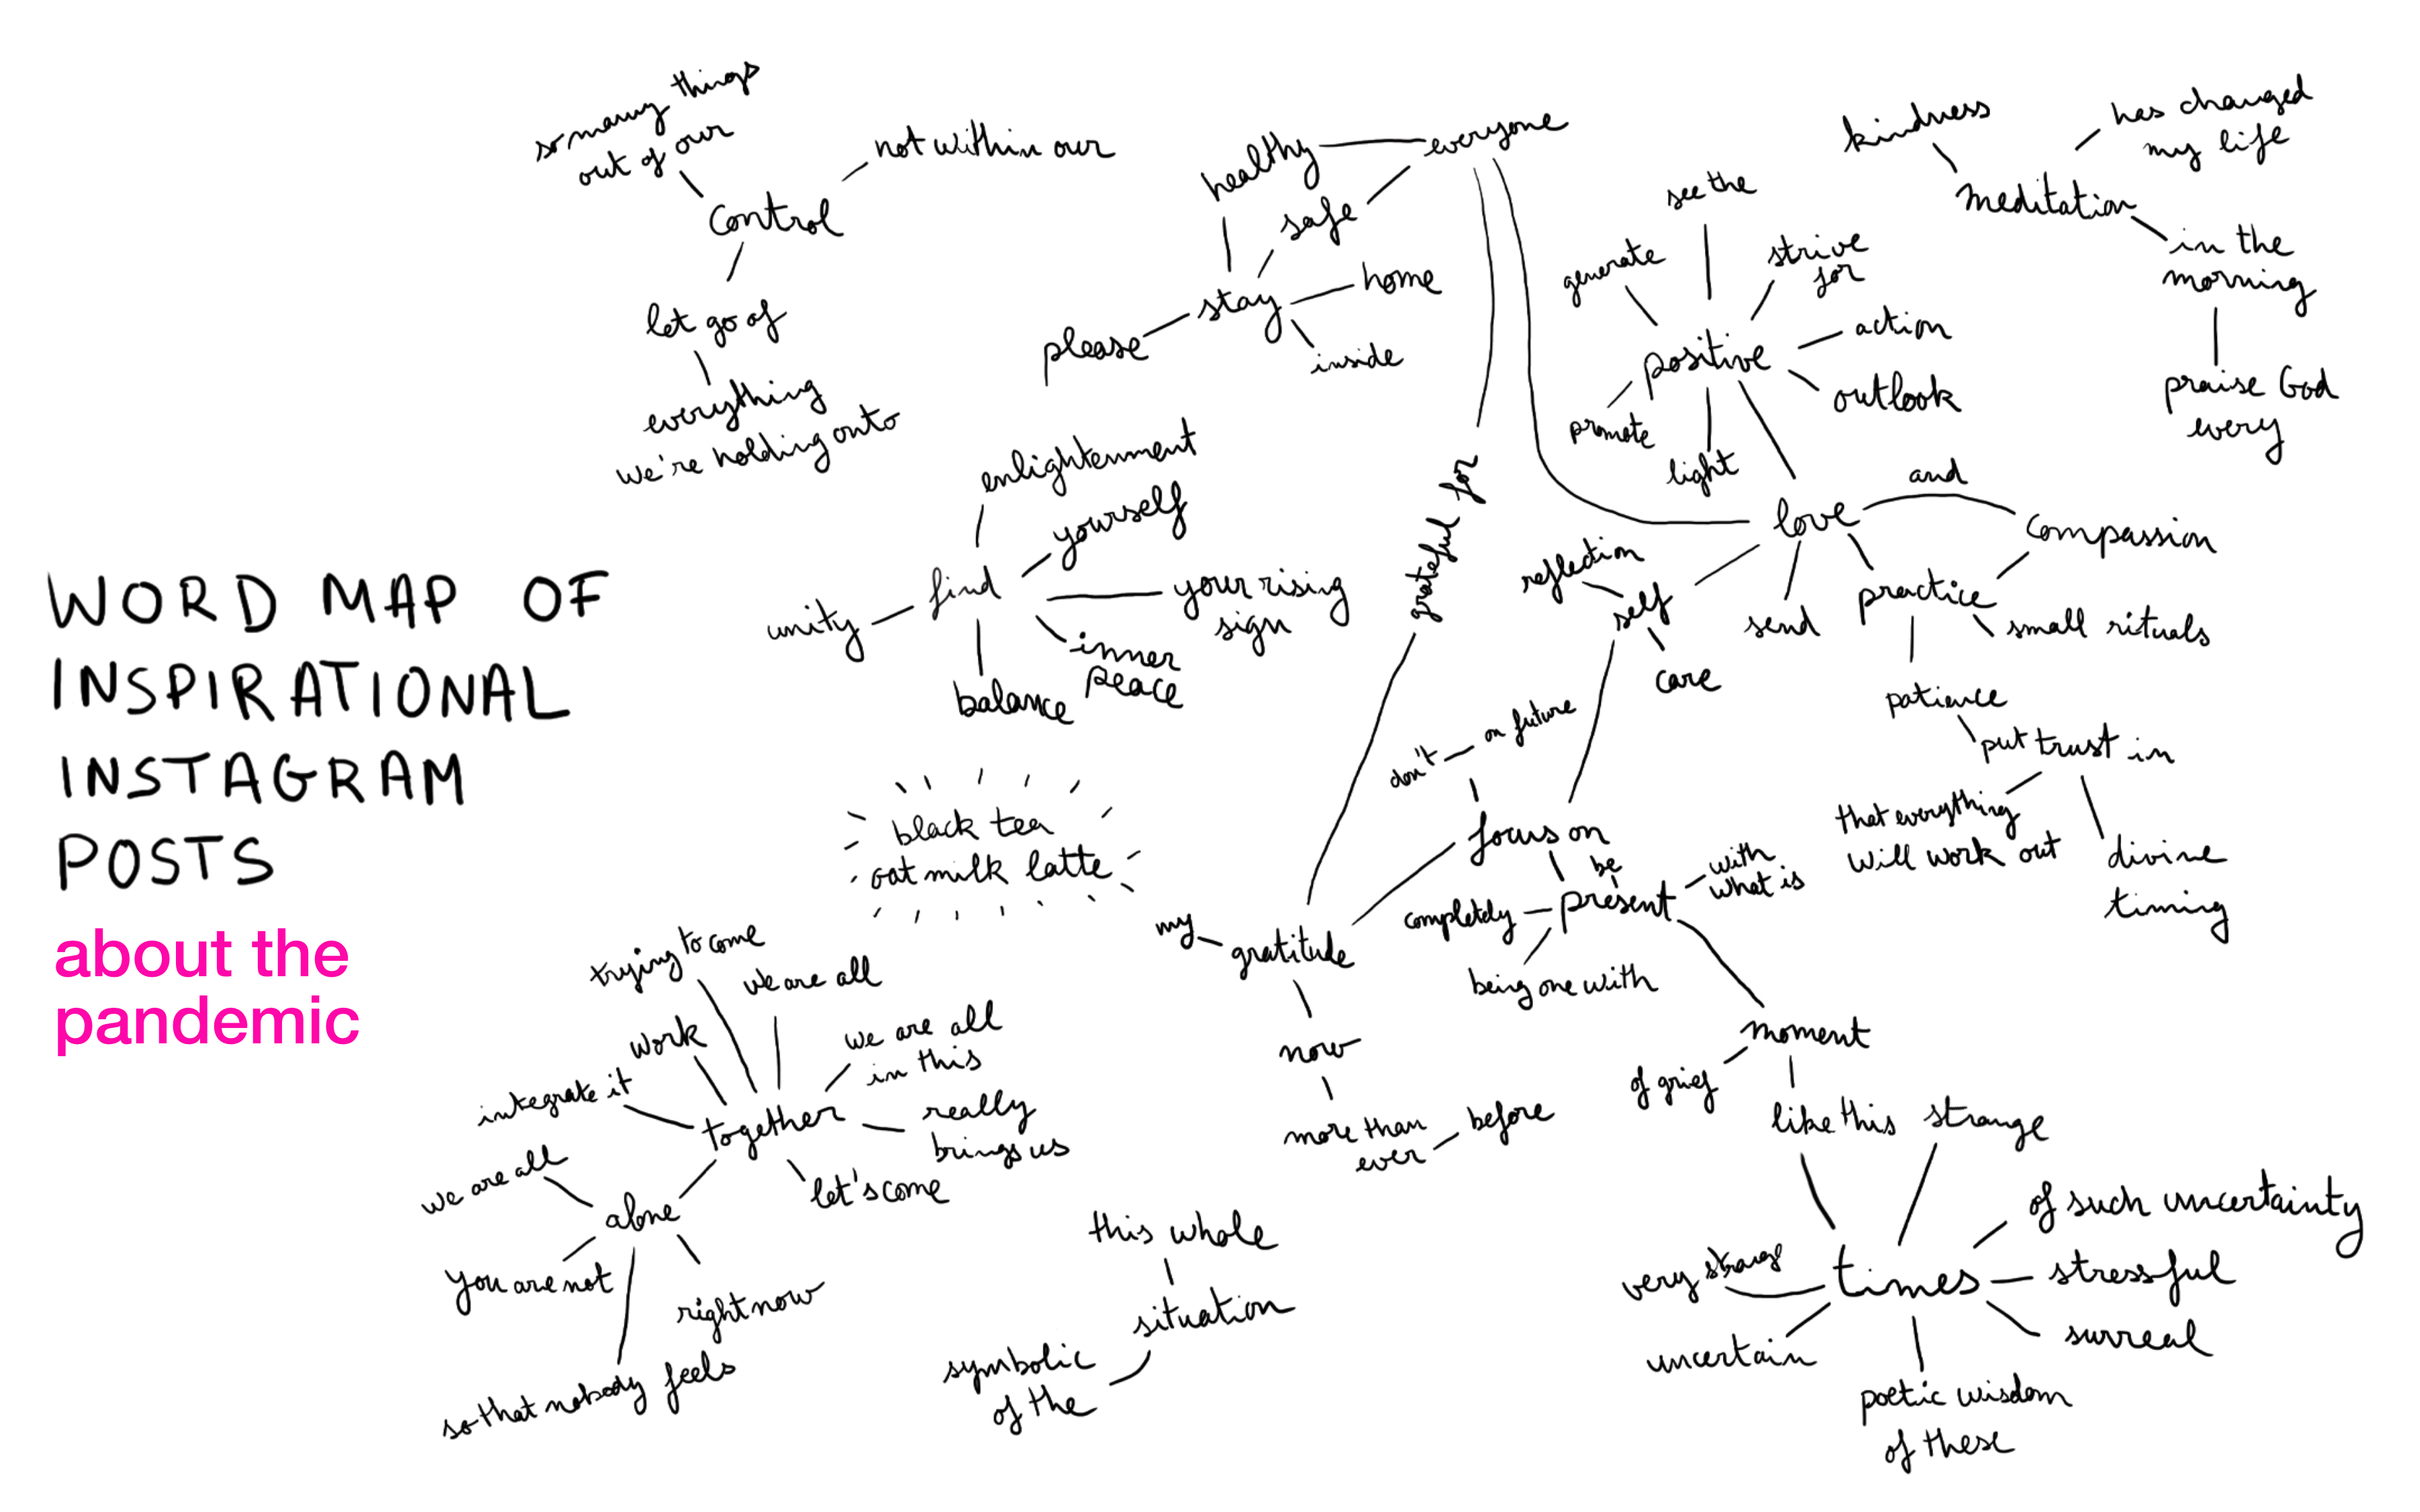 WORD MAP OF
INSPIRATIONAL
INSTAGRAM
POSTS
about the
pandemic
so many things
out of our
not within our
control
let go of
everything
we're holding onto
healthy
everyone
safe
stay
home
please
inside
enlightenment
yourself
find
your rising
sign
unity
inner
peace
balance
black tea
oat milk latte
see the
generate
strive
for
positive
action
outlook
promote
light
kindness
has changed
my life
meditation
in the
morning
praise God
every
love
and
compassion
practice
small rituals
send
patience
put trust in
that everything
will work out
divine
timing
reflection
self
care
grateful for
don't
on future
focus on
be
present
with
what is
completely
being one with
my
gratitude
now
more than
ever
before
moment
of grief
like this
strange
times
of such uncertainty
stressful
surreal
very strange
uncertain
poetic wisdom
of these
trying to come
we are all
work
we are all
in this
integrate it
together
really
brings us
let's come
we are all
alone
you are not
right now
so that nobody feels
this whole
situation
symbolic
of the